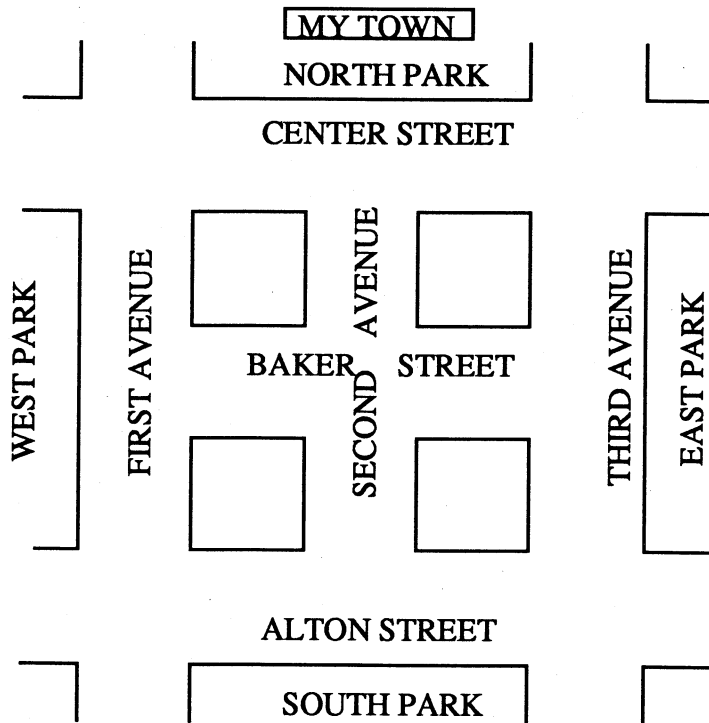 MY TOWN
NORTH PARK
CENTER STREET
WEST PARK
FIRST AVENUE
SECOND AVENUE
BAKER STREET
THIRD AVENUE
EAST PARK
ALTON STREET
SOUTH PARK